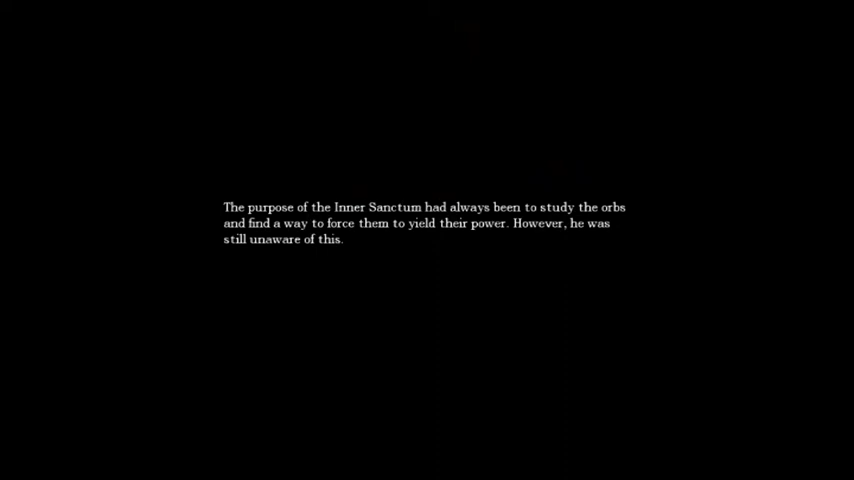 The purpose of the Inner Sanctum had always been to study the orbs
and find a way to force them to yield their power. However, he was
still unaware of this.